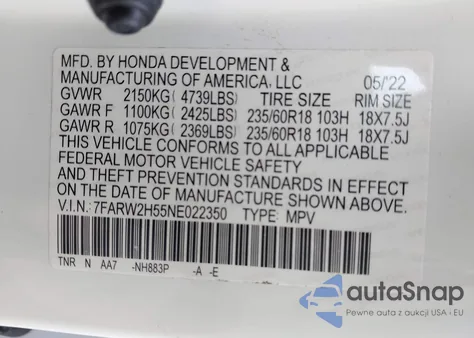 MFD. BY HONDA DEVELOPMENT &
MANUFACTURING OF AMERICA, LLC 05/22
GVWR 2150KG( 4739LBS) TIRE SIZE RIM SIZE
GAWR F 1100KG( 2425LBS) 235/60R18 103H 18X7.5J
GAWR R 1075KG( 2369LBS) 235/60R18 103H 18X7.5J
THIS VEHICLE CONFORMS TO ALL APPLICABLE
FEDERAL MOTOR VEHICLE SAFETY
AND THEFT PREVENTION STANDARDS IN EFFECT
ON THE DATE OF MANUFACTURE SHOWN ABOVE.
V.I.N.:7FARW2H55NE022350 TYPE: MPV
TNR N AA7 -NH883P -A -E
autoSnap
Pewne auta z aukcji USA i EU